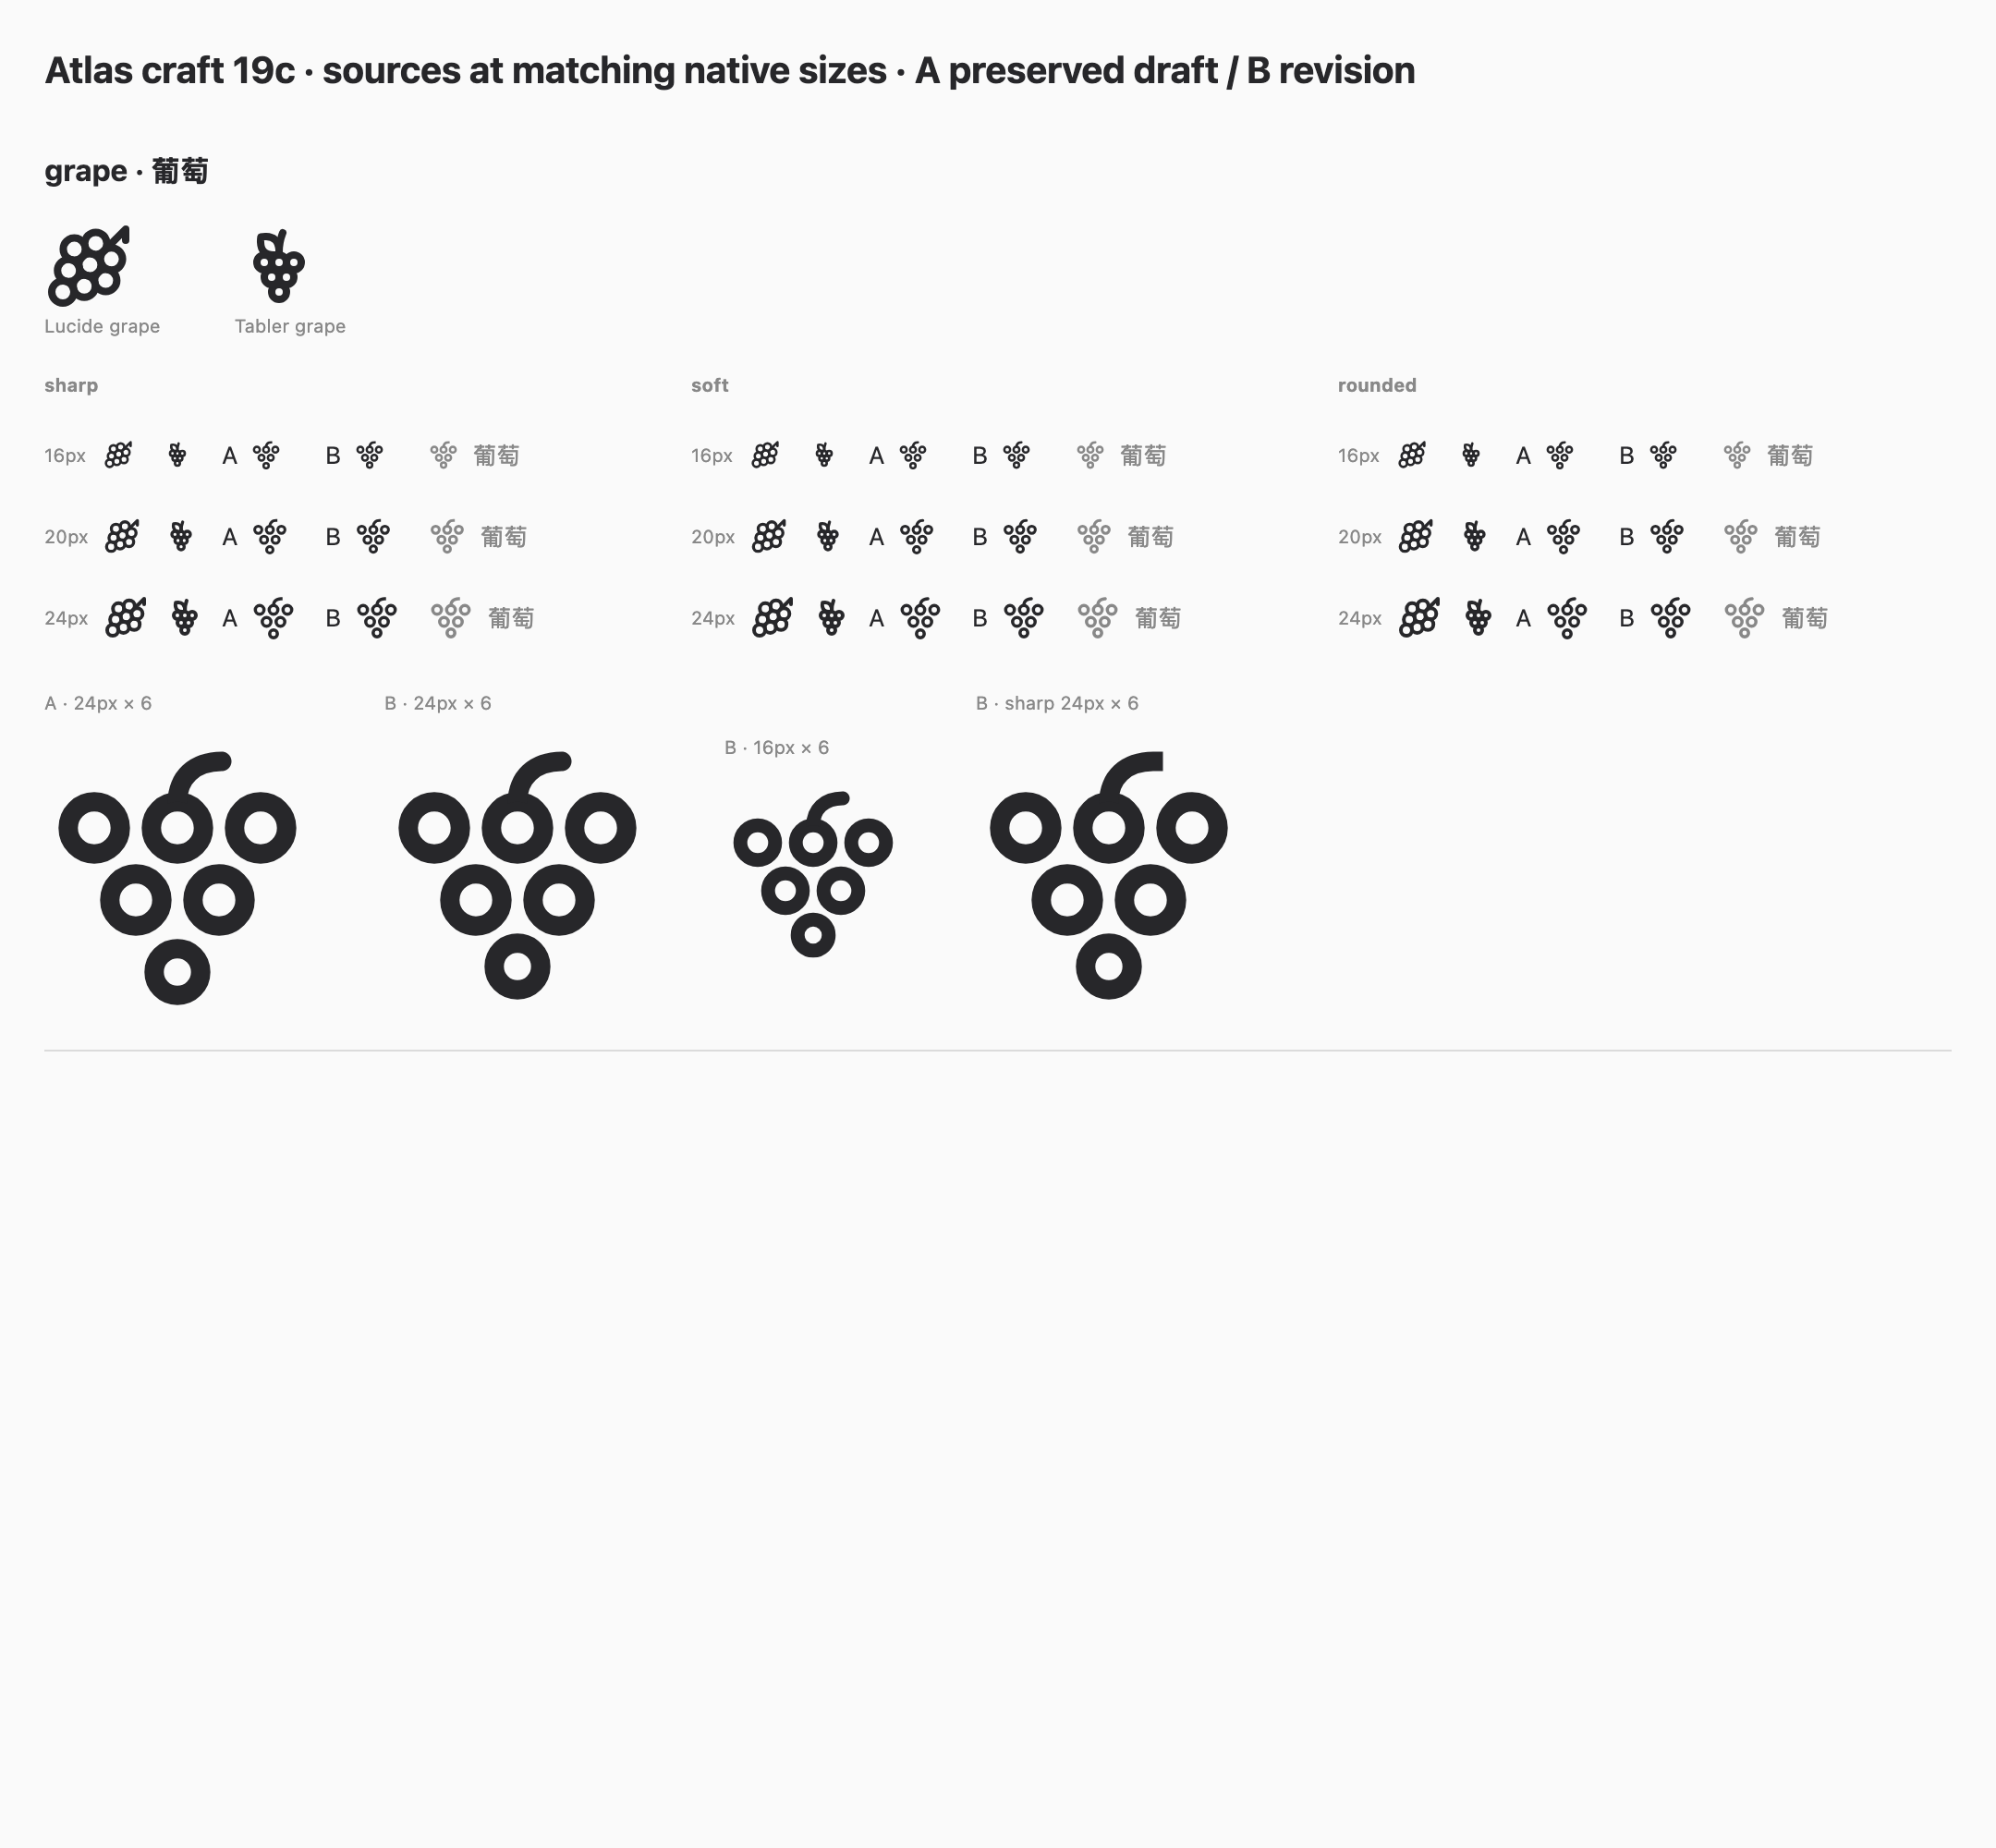 Atlas craft 19c · sources at matching native sizes · A preserved draft / B revision
grape · 葡萄
Lucide grape Tabler grape
sharp soft rounded
16px A B 葡萄 16px A B 葡萄 16px A B 葡萄
20px A B 葡萄 20px A B 葡萄 20px A B 葡萄
24px A B 葡萄 24px A B 葡萄 24px A B 葡萄
A · 24px × 6 B · 24px × 6 B · sharp 24px × 6
B · 16px × 6